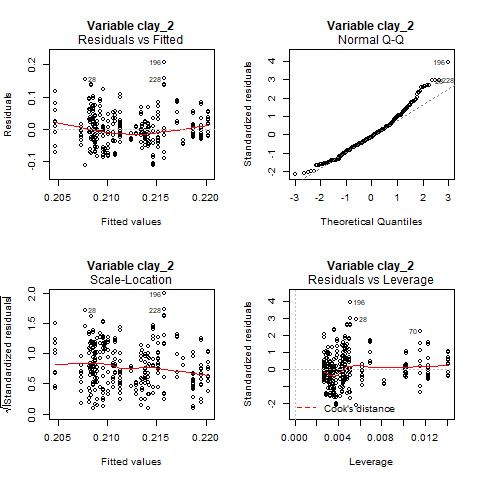 Variable clay_2
Residuals vs Fitted
Residuals
-0.1 0.0 0.1 0.2
196
28
228
0.205 0.210 0.215 0.220
Fitted values
Variable clay_2
Normal Q-Q
Standardized residuals
-2 -1 0 1 2 3 4
196
228
-3 -2 -1 0 1 2 3
Theoretical Quantiles
Variable clay_2
Scale-Location
√|Standardized residuals|
0.0 0.5 1.0 1.5 2.0
196
28
228
0.205 0.210 0.215 0.220
Fitted values
Variable clay_2
Residuals vs Leverage
Standardized residuals
-2 0 1 2 3 4
196
28
70
Cook's distance
0.000 0.004 0.008 0.012
Leverage